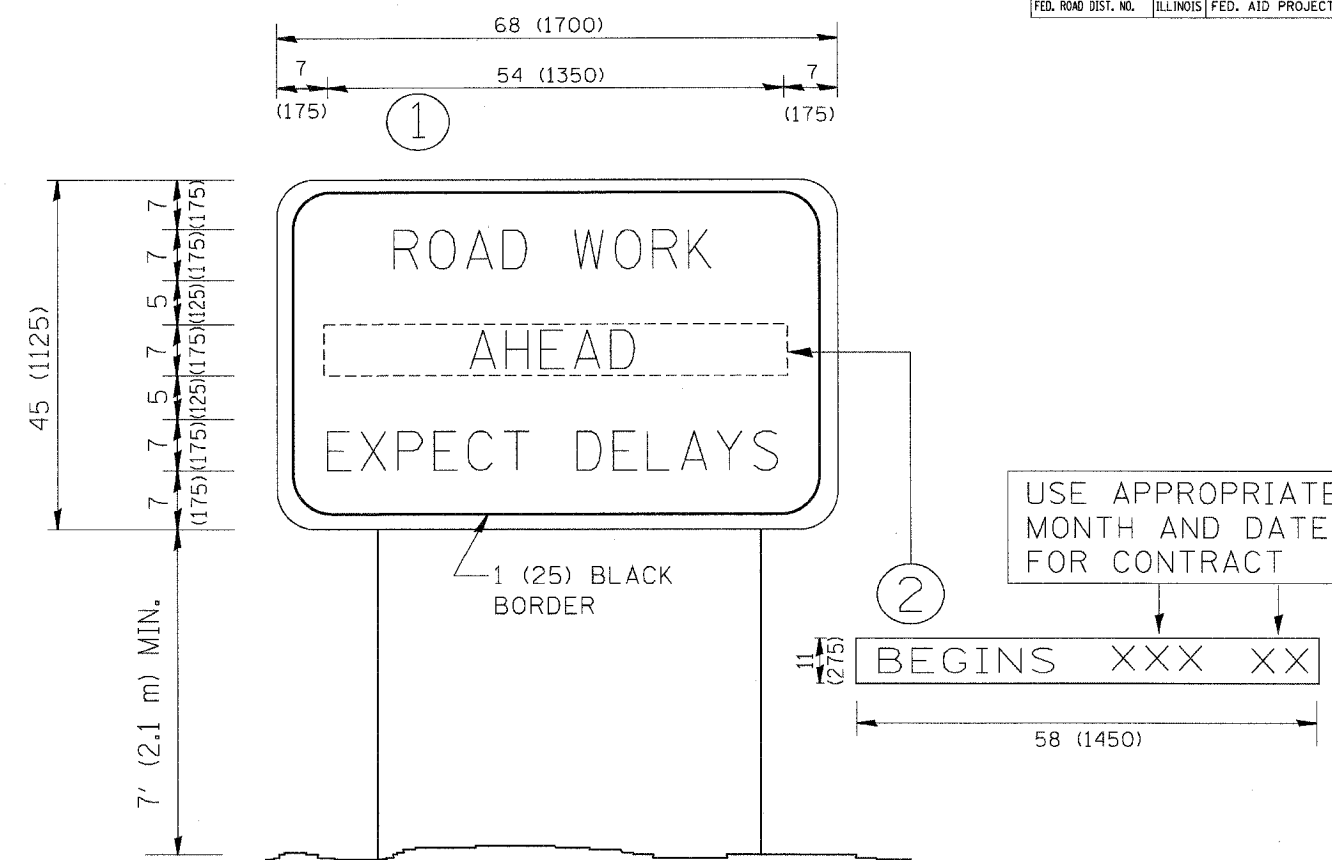 FED. ROAD DIST. NO. ILLINOIS FED. AID PROJECT
68 (1700)
7 54 (1350) 7
(175) (175)
1
45 (1125)
7 (175)
7 (175)
5 (125)
7 (175)
5 (125)
7 (175)
7 (175)
ROAD WORK
AHEAD
EXPECT DELAYS
1 (25) BLACK
BORDER
7' (2.1 m) MIN.
USE APPROPRIATE
MONTH AND DATE
FOR CONTRACT
2
11
(275)
BEGINS XXX XX
58 (1450)